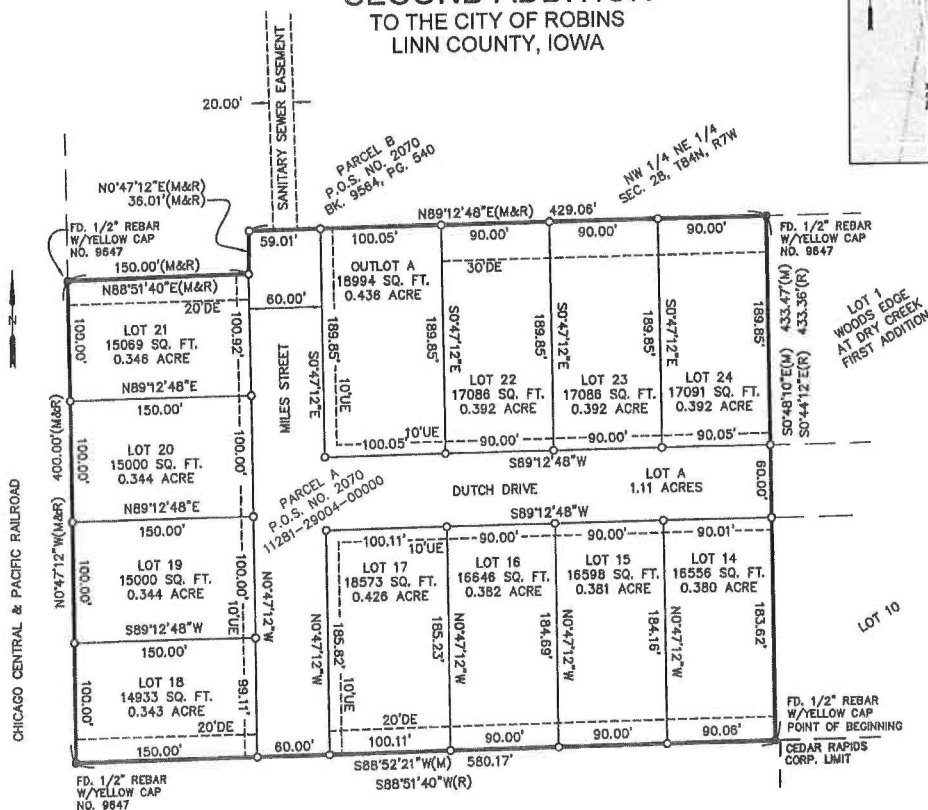 TO THE CITY OF ROBINS
LINN COUNTY, IOWA
20.00'
SANITARY SEWER EASEMENT
PARCEL B
P.O.S. NO. 2070
BK. 9564, PG. 540
NW 1/4 NE 1/4
SEC. 28, T84N, R7W
N0°47'12"E(M&R)
36.01'(M&R)
FD. 1/2" REBAR
W/YELLOW CAP
NO. 9647
150.00'(M&R)
N88°51'40"E(M&R)
20'DE
59.01'
60.00'
N89°12'48"E(M&R) 429.06'
100.05'
90.00'
90.00'
90.00'
FD. 1/2" REBAR
W/YELLOW CAP
NO. 9647
N
100.00'
LOT 21
15069 SQ. FT.
0.346 ACRE
100.92'
N89°12'48"E
150.00'
MILES STREET
S0°47'12"E
189.85'
10'UE
OUTLOT A
18994 SQ. FT.
0.436 ACRE
189.85'
S0°47'12"E
30'DE
LOT 22
17086 SQ. FT.
0.392 ACRE
189.85'
S0°47'12"E
LOT 23
17086 SQ. FT.
0.392 ACRE
189.85'
S0°47'12"E
LOT 24
17091 SQ. FT.
0.392 ACRE
189.85'
S0°48'10"E(M) 433.47'(M)
S0°44'12"E(R) 433.36'(R)
LOT 1
WOODS EDGE
AT DRY CREEK
FIRST ADDITION
100.05'
10'UE
90.00'
90.00'
90.05'
S89°12'48"W
CHICAGO CENTRAL & PACIFIC RAILROAD
N0°47'12"W(M&R) 400.00'(M&R)
100.00'
LOT 20
15000 SQ. FT.
0.344 ACRE
100.00'
N89°12'48"E
150.00'
PARCEL A
P.O.S. NO. 2070
11281-29004-00000
DUTCH DRIVE
LOT A
1.11 ACRES
60.00'
S89°12'48"W
100.00'
LOT 19
15000 SQ. FT.
0.344 ACRE
100.00'
10'UE
N0°47'12"W
S89°12'48"W
150.00'
100.11'
10'UE
90.00'
90.00'
90.01'
N0°47'12"W
185.82'
10'UE
LOT 17
18573 SQ. FT.
0.426 ACRE
185.23'
N0°47'12"W
LOT 16
16646 SQ. FT.
0.382 ACRE
184.69'
N0°47'12"W
LOT 15
16598 SQ. FT.
0.381 ACRE
184.16'
N0°47'12"W
LOT 14
16556 SQ. FT.
0.380 ACRE
183.62'
LOT 10
100.00'
LOT 18
14933 SQ. FT.
0.343 ACRE
99.11'
20'DE
150.00'
60.00'
20'DE
100.11'
90.00'
90.00'
90.06'
FD. 1/2" REBAR
W/YELLOW CAP
POINT OF BEGINNING
CEDAR RAPIDS
CORP. LIMIT
S88°52'21"W(M) 580.17'
S88°51'40"W(R)
FD. 1/2" REBAR
W/YELLOW CAP
NO. 9647